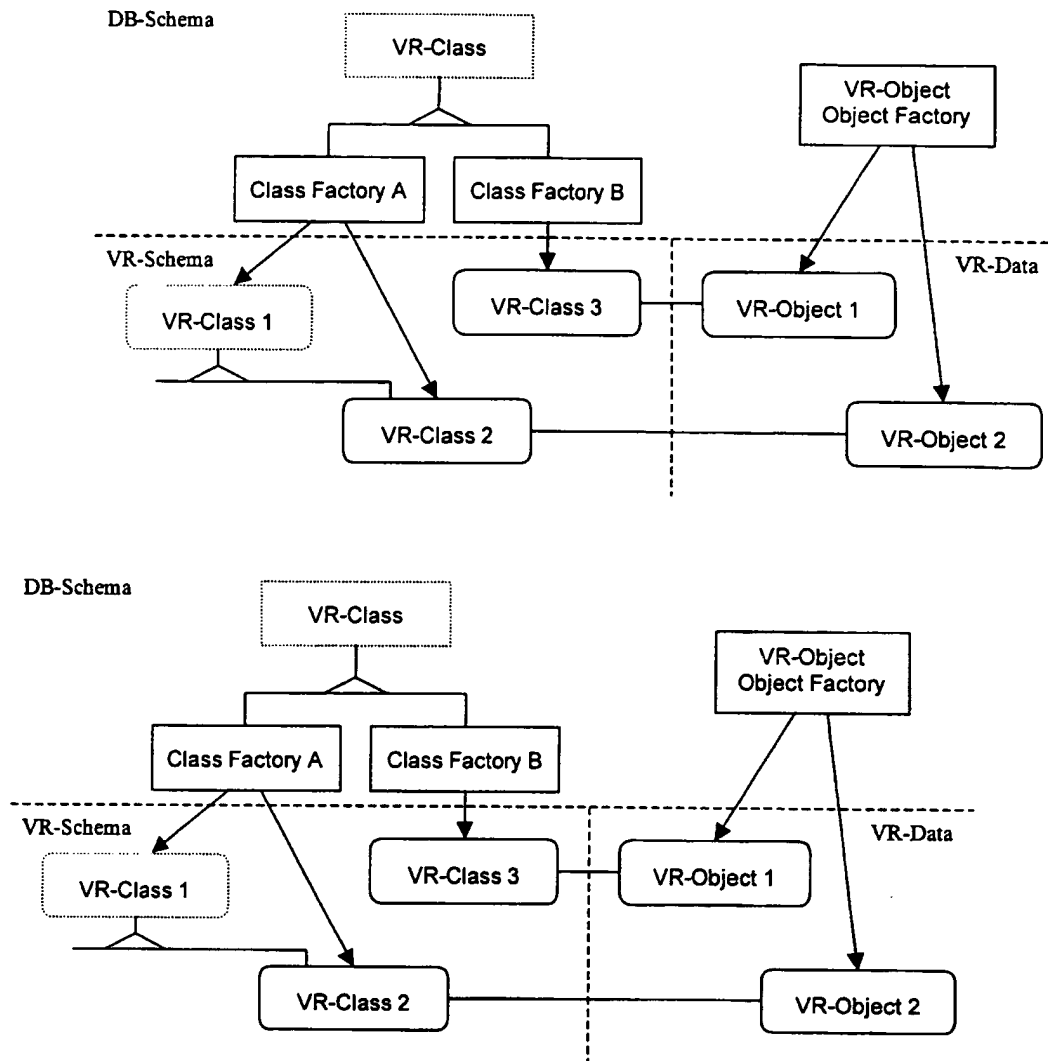 DB-Schema
VR-Class
VR-Object
Object Factory
Class Factory A
Class Factory B
VR-Schema
VR-Data
VR-Class 3
VR-Object 1
VR-Class 1
VR-Class 2
VR-Object 2
DB-Schema
VR-Class
VR-Object
Object Factory
Class Factory A
Class Factory B
VR-Schema
VR-Data
VR-Class 3
VR-Object 1
VR-Class 1
VR-Class 2
VR-Object 2